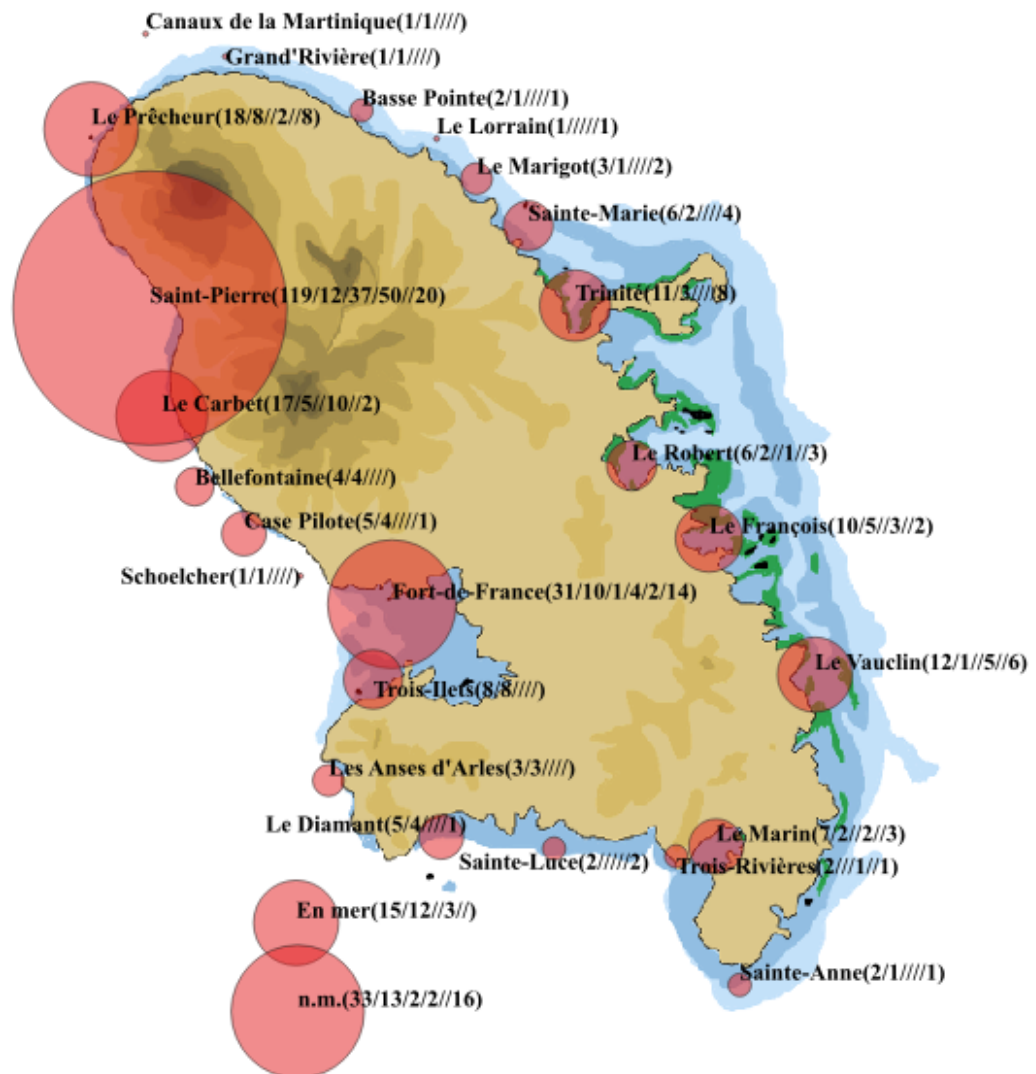 Canaux de la Martinique(1/1////)
Grand'Rivière(1/1////)
Basse Pointe(2/1////1)
Le Prêcheur(18/8//2//8)
Le Lorrain(1/////1)
Le Marigot(3/1////2)
Sainte-Marie(6/2////4)
Saint-Pierre(119/12/37/50//20)
Trinité(11/3////8)
Le Carbet(17/5//10//2)
Le Robert(6/2//1//3)
Bellefontaine(4/4////)
Case Pilote(5/4////1)
Le François(10/5//3//2)
Schoelcher(1/1////)
Fort-de-France(31/10/1/4/2/14)
Le Vauclin(12/1//5//6)
Trois-Ilets(8/8////)
Les Anses d'Arles(3/3////)
Le Diamant(5/4////1)
Le Marin(7/2//2//3)
Sainte-Luce(2/////2)
Trois-Rivières(2///1//1)
En mer(15/12//3//)
Sainte-Anne(2/1////1)
n.m.(33/13/2/2//16)